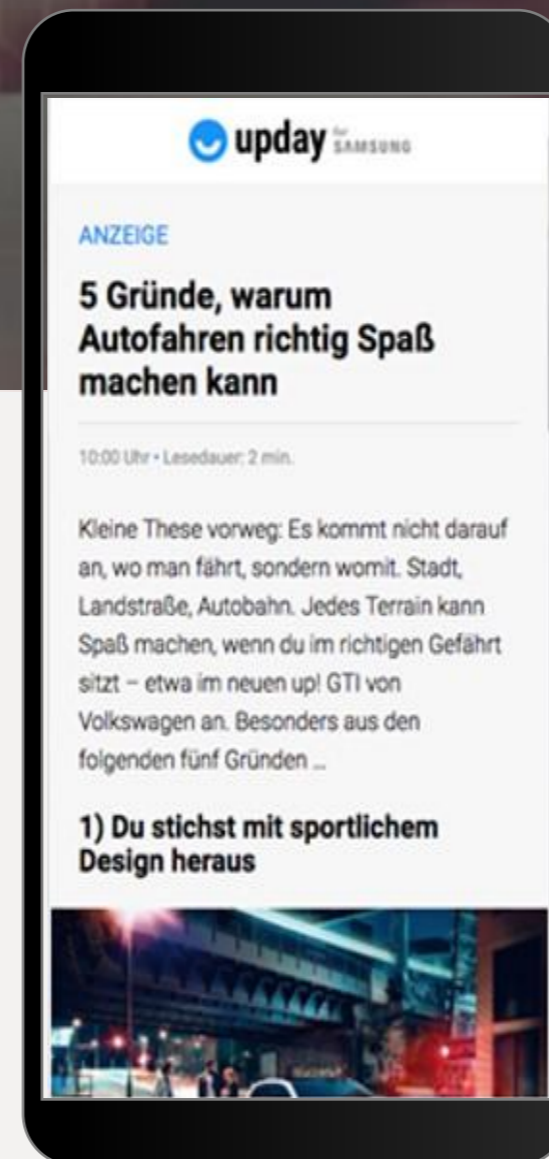 upday for SAMSUNG
ANZEIGE
5 Gründe, warum
Autofahren richtig Spaß
machen kann
10:00 Uhr • Lesedauer: 2 min.
Kleine These vorweg: Es kommt nicht darauf
an, wo man fährt, sondern womit. Stadt,
Landstraße, Autobahn. Jedes Terrain kann
Spaß machen, wenn du im richtigen Gefährt
sitzt – etwa im neuen up! GTI von
Volkswagen an. Besonders aus den
folgenden fünf Gründen ...
1) Du stichst mit sportlichem
Design heraus